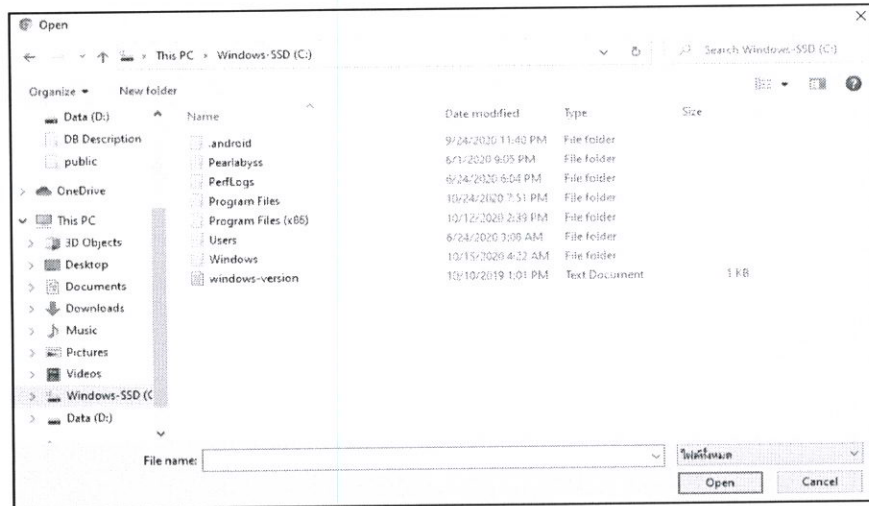 Open
This PC > Windows-SSD (C:)
Search Windows-SSD (C:)
Organize New folder
Name Date modified Type Size
Data (D:)
DB Description
public
OneDrive
This PC
3D Objects
Desktop
Documents
Downloads
Music
Pictures
Videos
Windows-SSD (C
Data (D:)
.android 9/24/2020 11:40 PM File folder
Pearlabyss 6/1/2020 9:05 PM File folder
PerfLogs 6/24/2020 6:04 PM File folder
Program Files 10/24/2020 7:51 PM File folder
Program Files (x86) 10/12/2020 2:39 PM File folder
Users 6/24/2020 File folder
Windows 10/15/2020 4:22 AM File folder
windows-version 10/10/2019 1:01 PM Text Document 1 KB
File name:
ไฟล์ทั้งหมด
Open Cancel